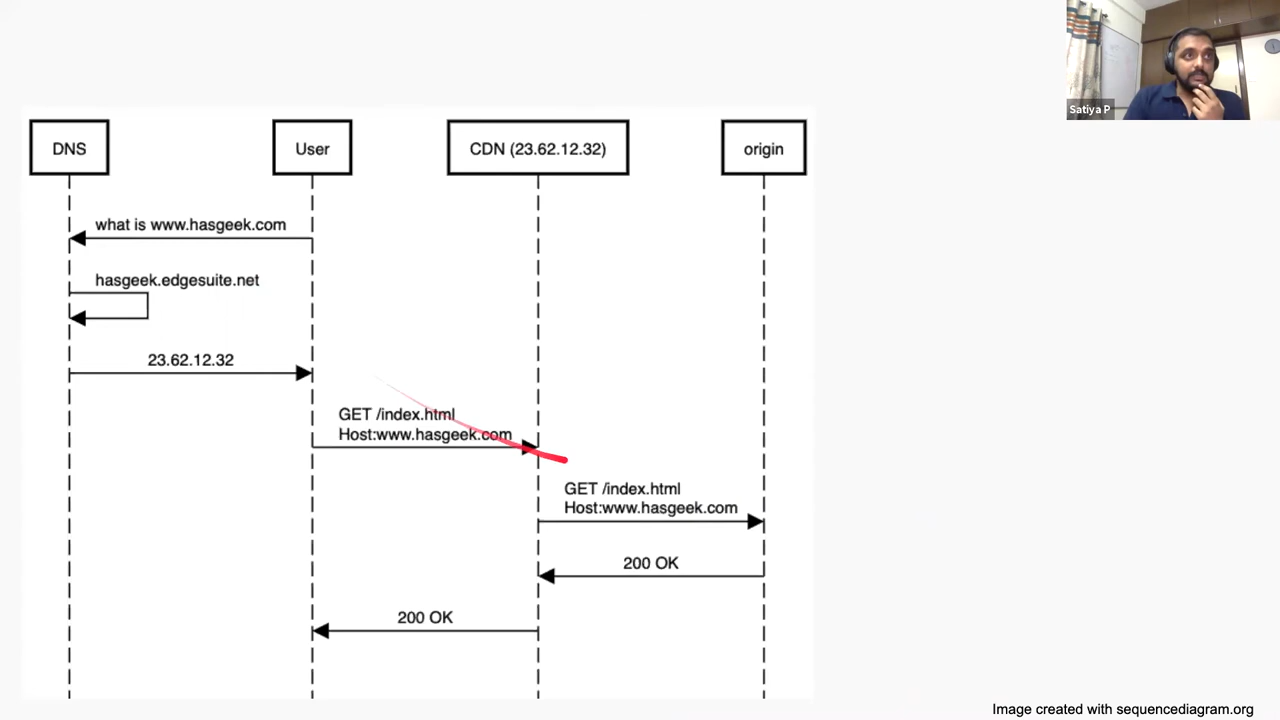 Satiya P
DNS
User
CDN (23.62.12.32)
origin
what is www.hasgeek.com
hasgeek.edgesuite.net
23.62.12.32
GET /index.html
Host:www.hasgeek.com
GET /index.html
Host:www.hasgeek.com
200 OK
200 OK
Image created with sequencediagram.org